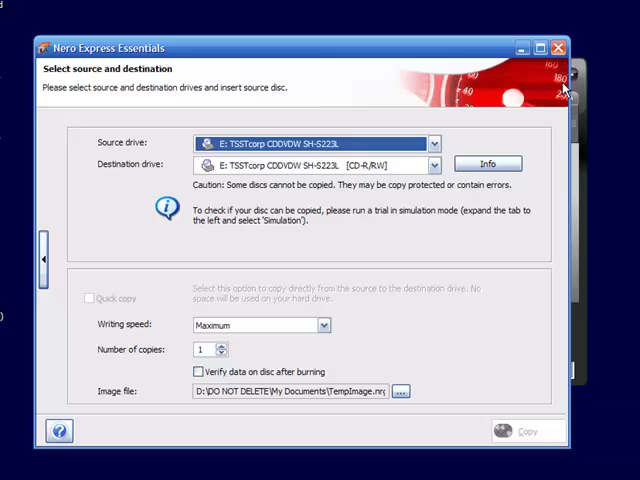 Nero Express Essentials
Select source and destination
Please select source and destination drives and insert source disc.
40
180
Source drive:
E: TSSTcorp CDDVDW SH-S223L
Destination drive:
E: TSSTcorp CDDVDW SH-S223L [CD-R/RW]
Info
Caution: Some discs cannot be copied. They may be copy protected or contain errors.
To check if your disc can be copied, please run a trial in simulation mode (expand the tab to
the left and select 'Simulation').
Quick copy
Select this option to copy directly from the source to the destination drive. No
space will be used on your hard drive.
Writing speed:
Maximum
Number of copies:
1
Verify data on disc after burning
Image file:
D:\DO NOT DELETE\My Documents\TempImage.nrg
...
?
Copy